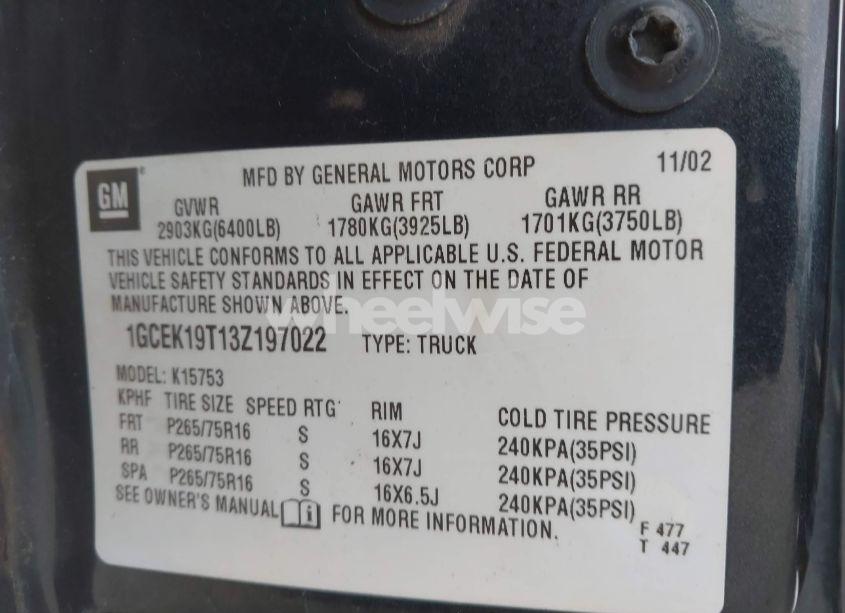 GM
MFD BY GENERAL MOTORS CORP 11/02
GVWR GAWR FRT GAWR RR
2903KG(6400LB) 1780KG(3925LB) 1701KG(3750LB)
THIS VEHICLE CONFORMS TO ALL APPLICABLE U.S. FEDERAL MOTOR
VEHICLE SAFETY STANDARDS IN EFFECT ON THE DATE OF
MANUFACTURE SHOWN ABOVE.
wheelwise
1GCEK19T13Z197022 TYPE: TRUCK
MODEL: K15753
KPHF TIRE SIZE SPEED RTG RIM COLD TIRE PRESSURE
FRT P265/75R16 S 16X7J 240KPA(35PSI)
RR P265/75R16 S 16X7J 240KPA(35PSI)
SPA P265/75R16 S 16X6.5J 240KPA(35PSI)
SEE OWNER'S MANUAL i FOR MORE INFORMATION.
F 477
T 447